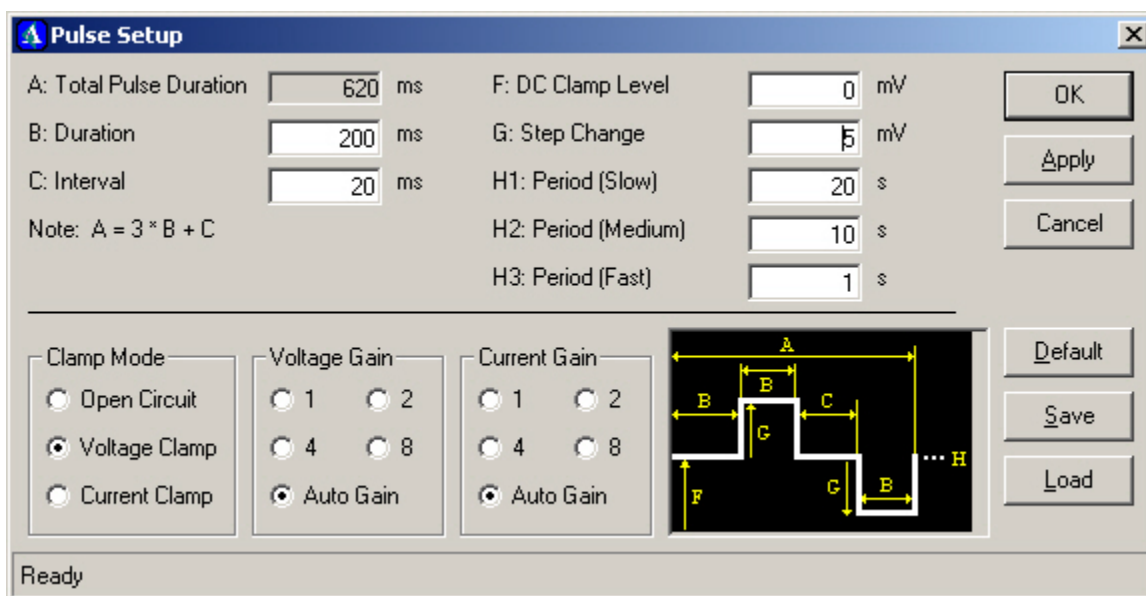 Pulse Setup
A: Total Pulse Duration 620 ms
B: Duration 200 ms
C: Interval 20 ms
Note: A = 3 * B + C
F: DC Clamp Level 0 mV
G: Step Change 5 mV
H1: Period (Slow) 20 s
H2: Period (Medium) 10 s
H3: Period (Fast) 1 s
OK
Apply
Cancel
Clamp Mode
Open Circuit
Voltage Clamp
Current Clamp
Voltage Gain
1 2
4 8
Auto Gain
Current Gain
1 2
4 8
Auto Gain
A
B
B C
G
H
F G B
Default
Save
Load
Ready